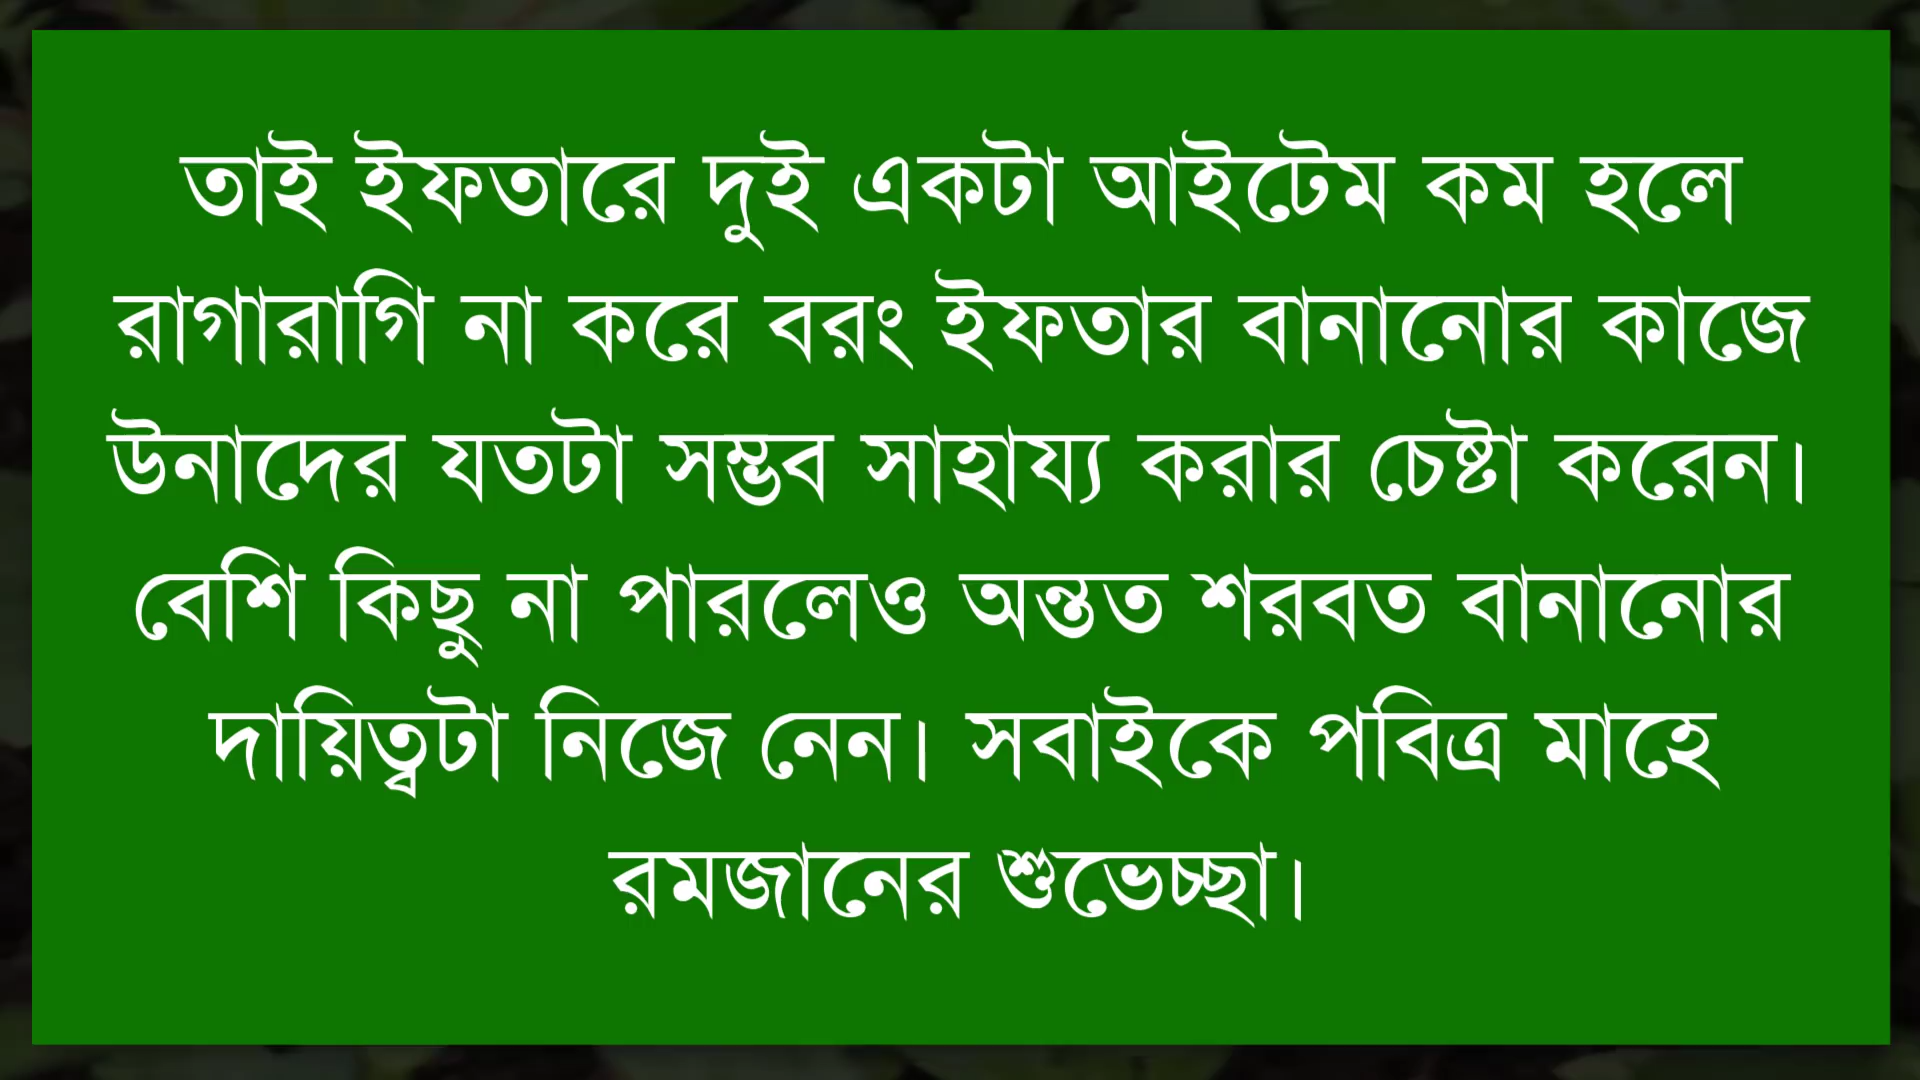 তাই ইফতারে দুই একটা আইটেম কম হলে
রাগারাগি না করে বরং ইফতার বানানোর কাজে
উনাদের যতটা সম্ভব সাহায্য করার চেষ্টা করেন।
বেশি কিছু না পারলেও অন্তত শরবত বানানোর
দায়িত্বটা নিজে নেন। সবাইকে পবিত্র মাহে
রমজানের শুভেচ্ছা।